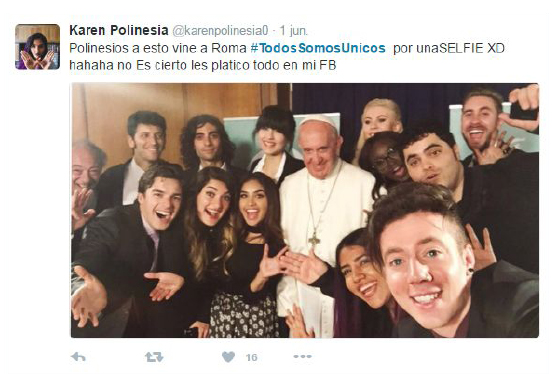 Karen Polinesia @karenpolinesia0 · 1 jun.
Polinesios a esto vine a Roma #TodosSomosUnicos por unaSELFIE XD
hahaha no Es cierto les platico todo en mi FB
16